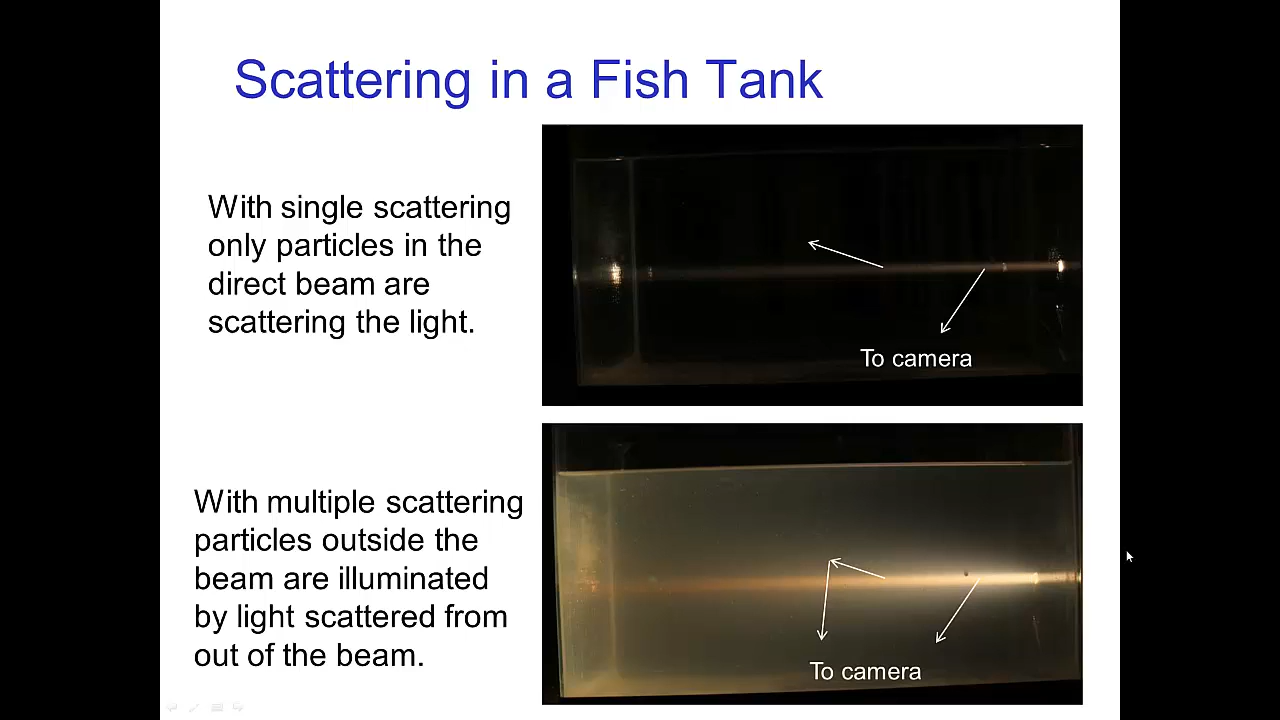 Scattering in a Fish Tank
With single scattering
only particles in the
direct beam are
scattering the light.
To camera
With multiple scattering
particles outside the
beam are illuminated
by light scattered from
out of the beam.
To camera